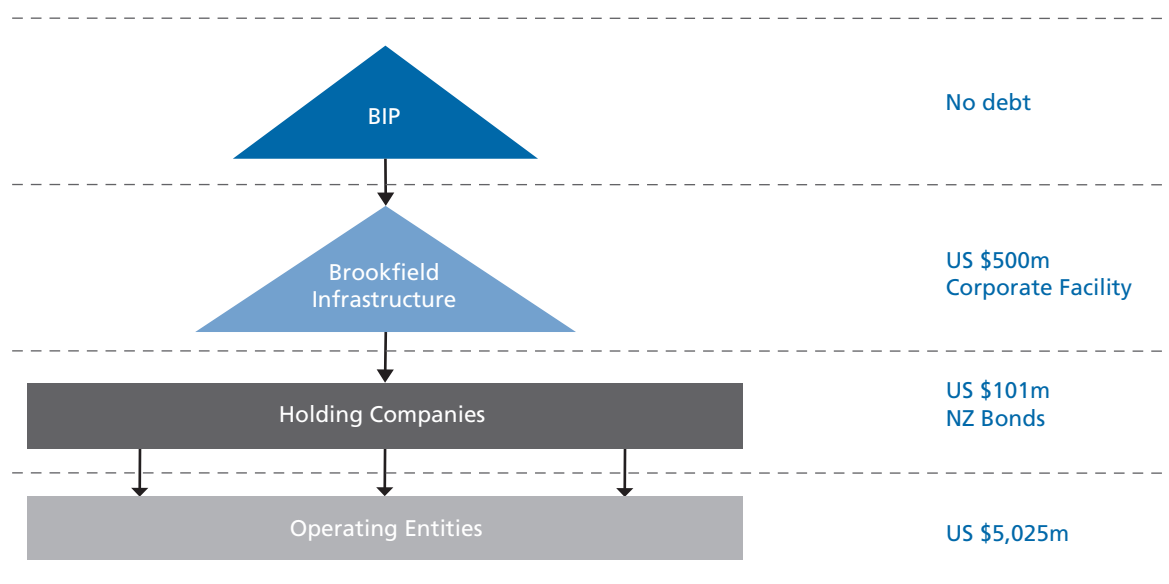 BIP
No debt
Brookfield
Infrastructure
US $500m
Corporate Facility
Holding Companies
US $101m
NZ Bonds
Operating Entities
US $5,025m